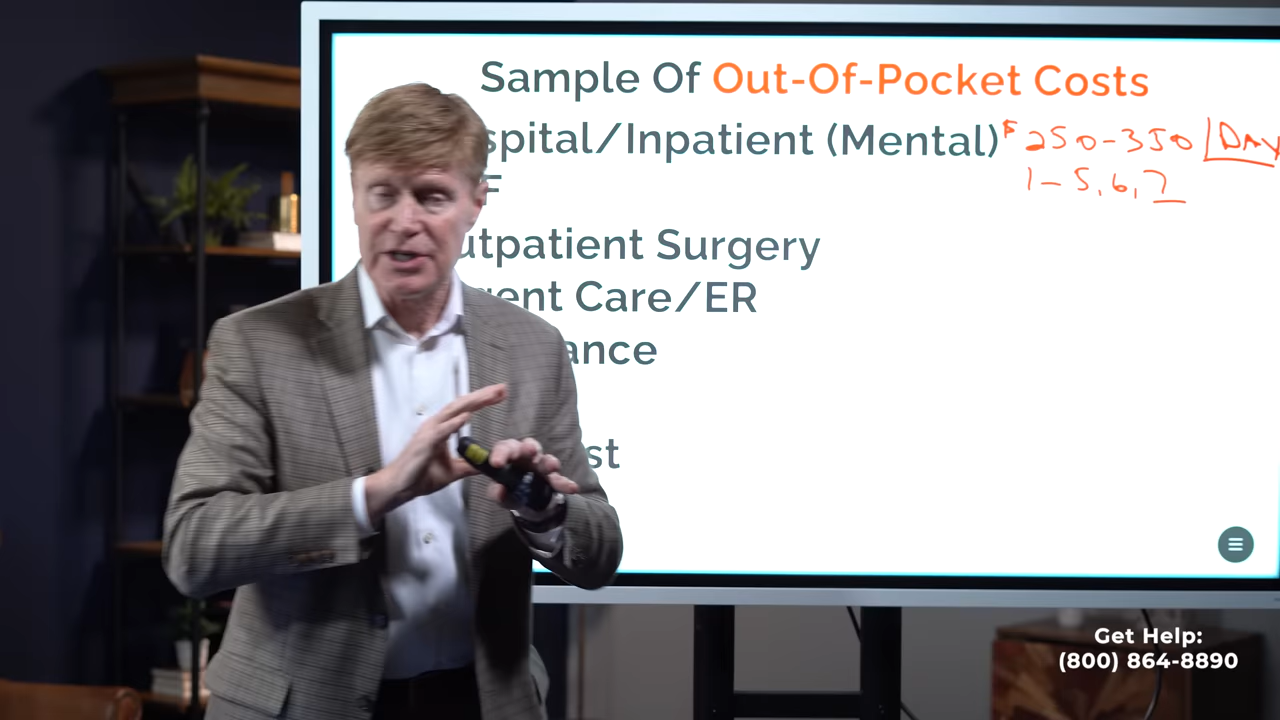 Sample Of Out-Of-Pocket Costs
spital/Inpatient (Mental) 250-350/DAY
1-5,6,7
F
utpatient Surgery
gent Care/ER
ance
st
Get Help:
(800) 864-8890